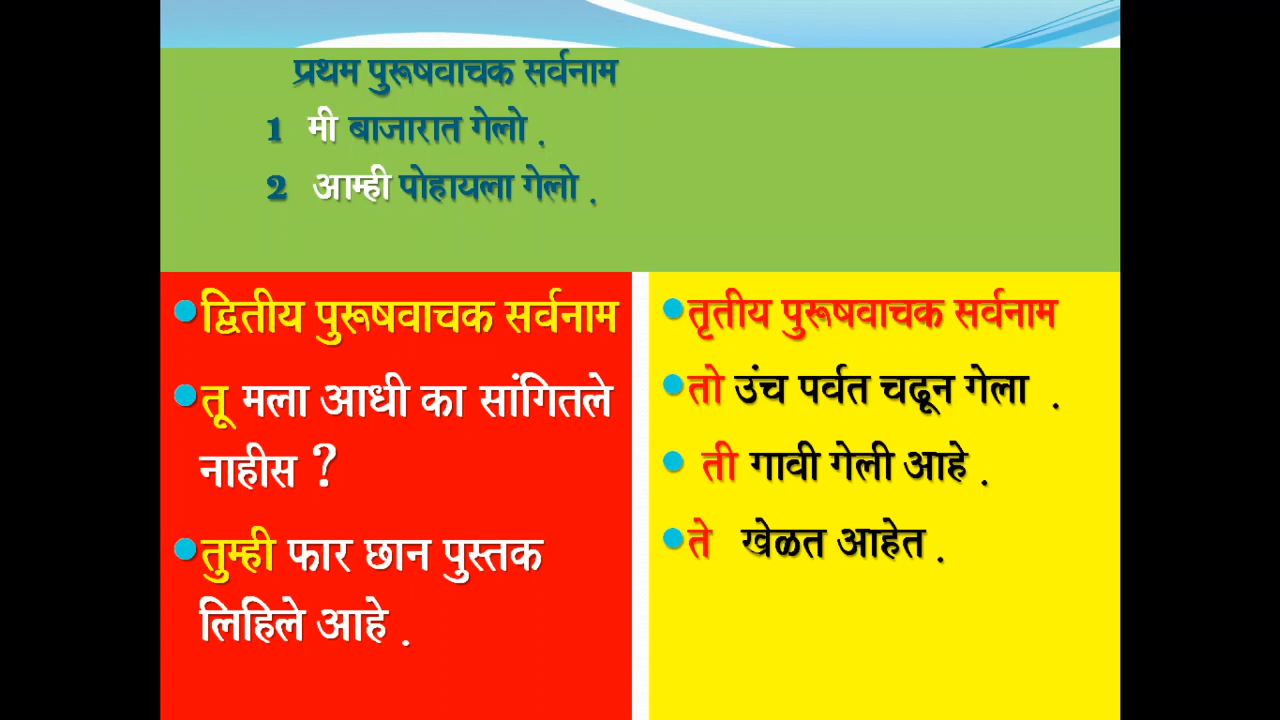 प्रथम पुरूषवाचक सर्वनाम
1 मी बाजारात गेलो .
2 आम्ही पोहायला गेलो .
द्वितीय पुरूषवाचक सर्वनाम
तू मला आधी का सांगितले
नाहीस ?
तुम्ही फार छान पुस्तक
लिहिले आहे .
तृतीय पुरूषवाचक सर्वनाम
तो उंच पर्वत चढून गेला .
ती गावी गेली आहे .
ते खेळत आहेत .